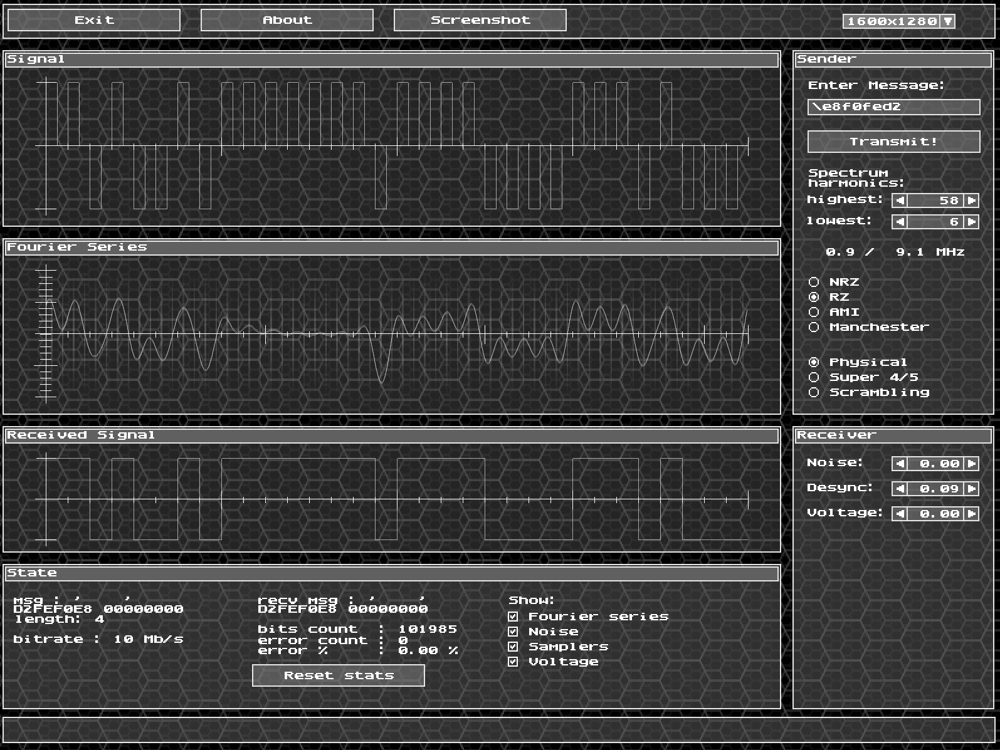 Exit
About
Screenshot
1600x1280
Signal
Sender
Enter Message:
\e8f0fed2
Transmit!
Spectrum
harmonics:
highest: 58
lowest: 6
0.9 / 9.1 MHz
NRZ
RZ
AMI
Manchester
Physical
Super 4/5
Scrambling
Fourier Series
Received Signal
Receiver
Noise: 0.00
Desync: 0.09
Voltage: 0.00
State
msg : ' '
D2FEF0E8 00000000
length: 4
bitrate : 10 Mb/s
recv msg : ' '
D2FEF0E8 00000000
bits count : 101985
error count : 0
error % : 0.00 %
Reset stats
Show:
Fourier series
Noise
Samplers
Voltage